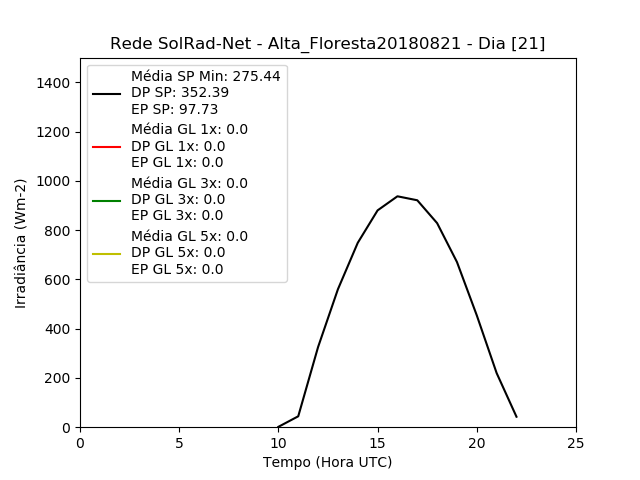 Rede SolRad-Net - Alta_Floresta20180821 - Dia [21]
Média SP Min: 275.44
DP SP: 352.39
EP SP: 97.73
Média GL 1x: 0.0
DP GL 1x: 0.0
EP GL 1x: 0.0
Média GL 3x: 0.0
DP GL 3x: 0.0
EP GL 3x: 0.0
Média GL 5x: 0.0
DP GL 5x: 0.0
EP GL 5x: 0.0
Irradiância (Wm-2)
1400
1200
1000
800
600
400
200
0
0 5 10 15 20 25
Tempo (Hora UTC)